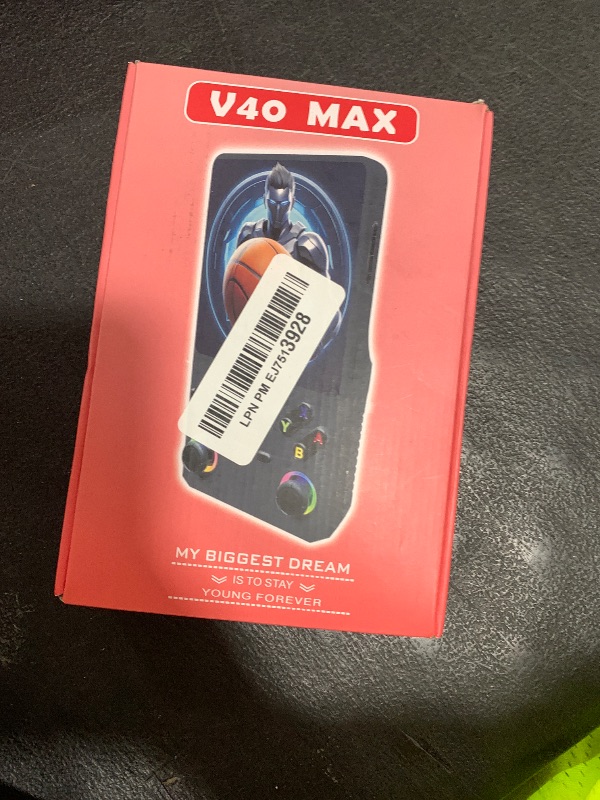 V40 MAX
LPN PM EJ7513928
Y
A
B
MY BIGGEST DREAM
IS TO STAY
YOUNG FOREVER